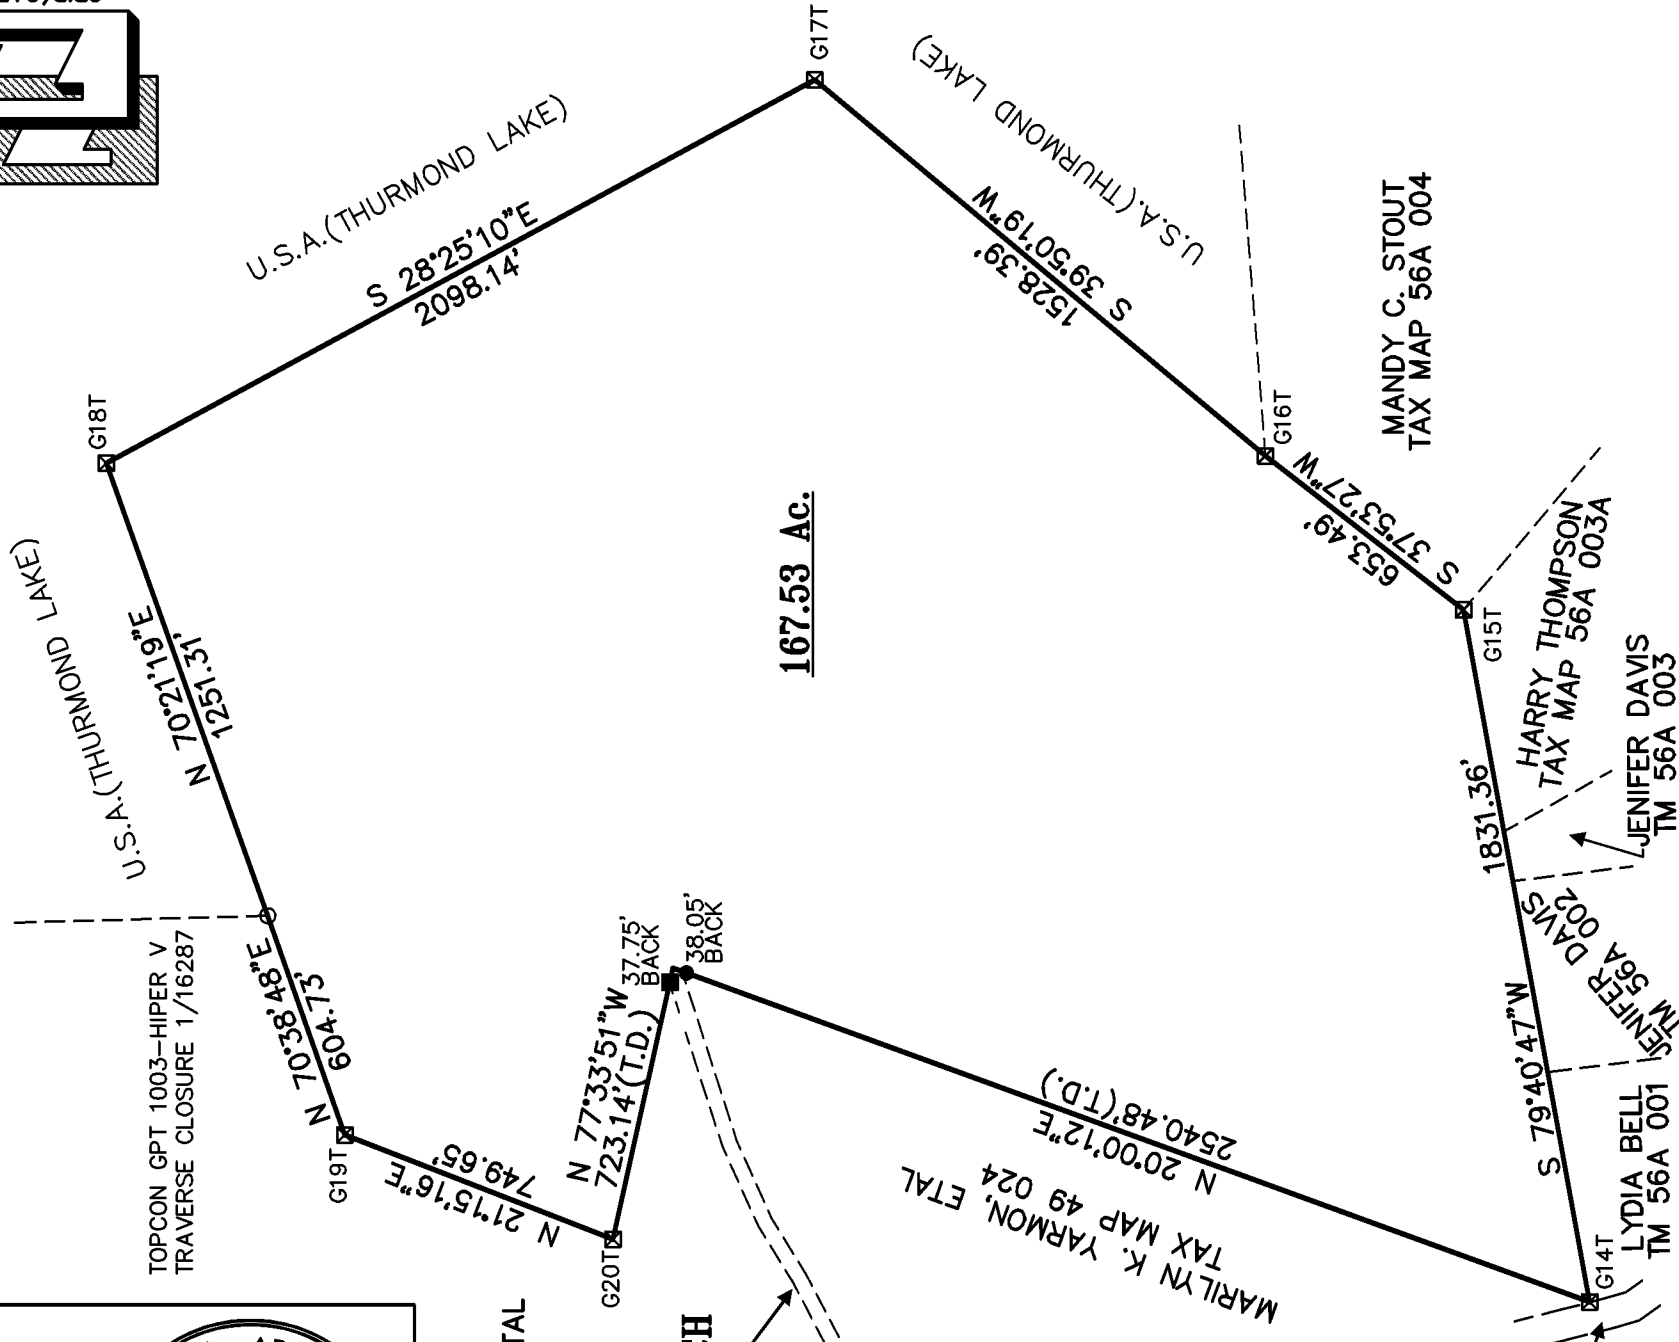 G17T
U.S.A.(THURMOND LAKE)
S 28°25'10"E
2098.14'
U.S.A.(THURMOND LAKE)
S 39°50'19"W
1528.39'
G18T
U.S.A.(THURMOND LAKE)
N 70°21'19"E
1251.31'
MANDY C. STOUT
TAX MAP 56A 004
G16T
S 37°53'27"W
653.49'
167.53 Ac.
G15T
HARRY THOMPSON
TAX MAP 56A 003A
JENIFER DAVIS
TM 56A 003
1831.36'
S 79°40'47"W
JENIFER DAVIS
TM 56A 002
LYDIA BELL
TM 56A 001
G14T
TOPCON GPT 1003-HIPER V
TRAVERSE CLOSURE 1/16287
N 70°38'48"E
604.73'
G19T
N 21°15'16"E
749.65'
G20T
N 77°33'51"W
723.14'(T.D.)
37.75'
BACK
38.05'
BACK
N 20°00'12"E
2540.48'(T.D.)
MARILYN K. YARMON, ETAL
TAX MAP 49 024
TAL